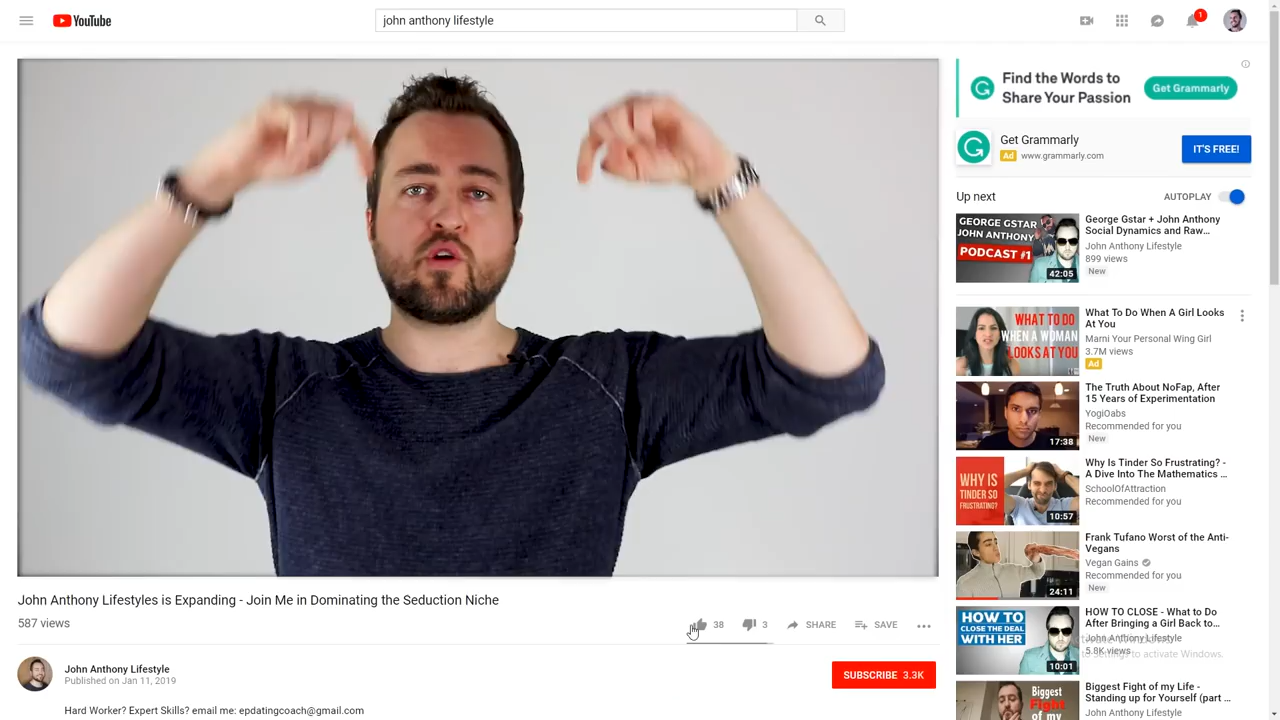 YouTube
john anthony lifestyle
1
Find the Words to
Share Your Passion
Get Grammarly
Get Grammarly
Ad www.grammarly.com
IT'S FREE!
Up next
AUTOPLAY
GEORGE GSTAR
JOHN ANTHONY
PODCAST #1
42:05
George Gstar + John Anthony
Social Dynamics and Raw...
John Anthony Lifestyle
899 views
New
WHAT TO DO
WHEN A WOMAN
LOOKS AT YOU
What To Do When A Girl Looks
At You
Marni Your Personal Wing Girl
3.7M views
Ad
17:38
The Truth About NoFap, After
15 Years of Experimentation
YogiOabs
Recommended for you
New
WHY IS
TINDER SO
FRUSTRATING?
10:57
Why Is Tinder So Frustrating? -
A Dive Into The Mathematics ...
SchoolOfAttraction
Recommended for you
24:11
Frank Tufano Worst of the Anti-
Vegans
Vegan Gains
Recommended for you
New
HOW TO
CLOSE THE DEAL
WITH HER
10:01
HOW TO CLOSE - What to Do
After Bringing a Girl Back to...
John Anthony Lifestyle
5.8K views
to activate Windows.
Biggest
Fight
of my
Biggest Fight of my Life -
Standing up for Yourself (part ...
John Anthony Lifestyle
John Anthony Lifestyles is Expanding - Join Me in Dominating the Seduction Niche
587 views
38
3
SHARE
SAVE
John Anthony Lifestyle
Published on Jan 11, 2019
SUBSCRIBE 3.3K
Hard Worker? Expert Skills? email me: epdatingcoach@gmail.com